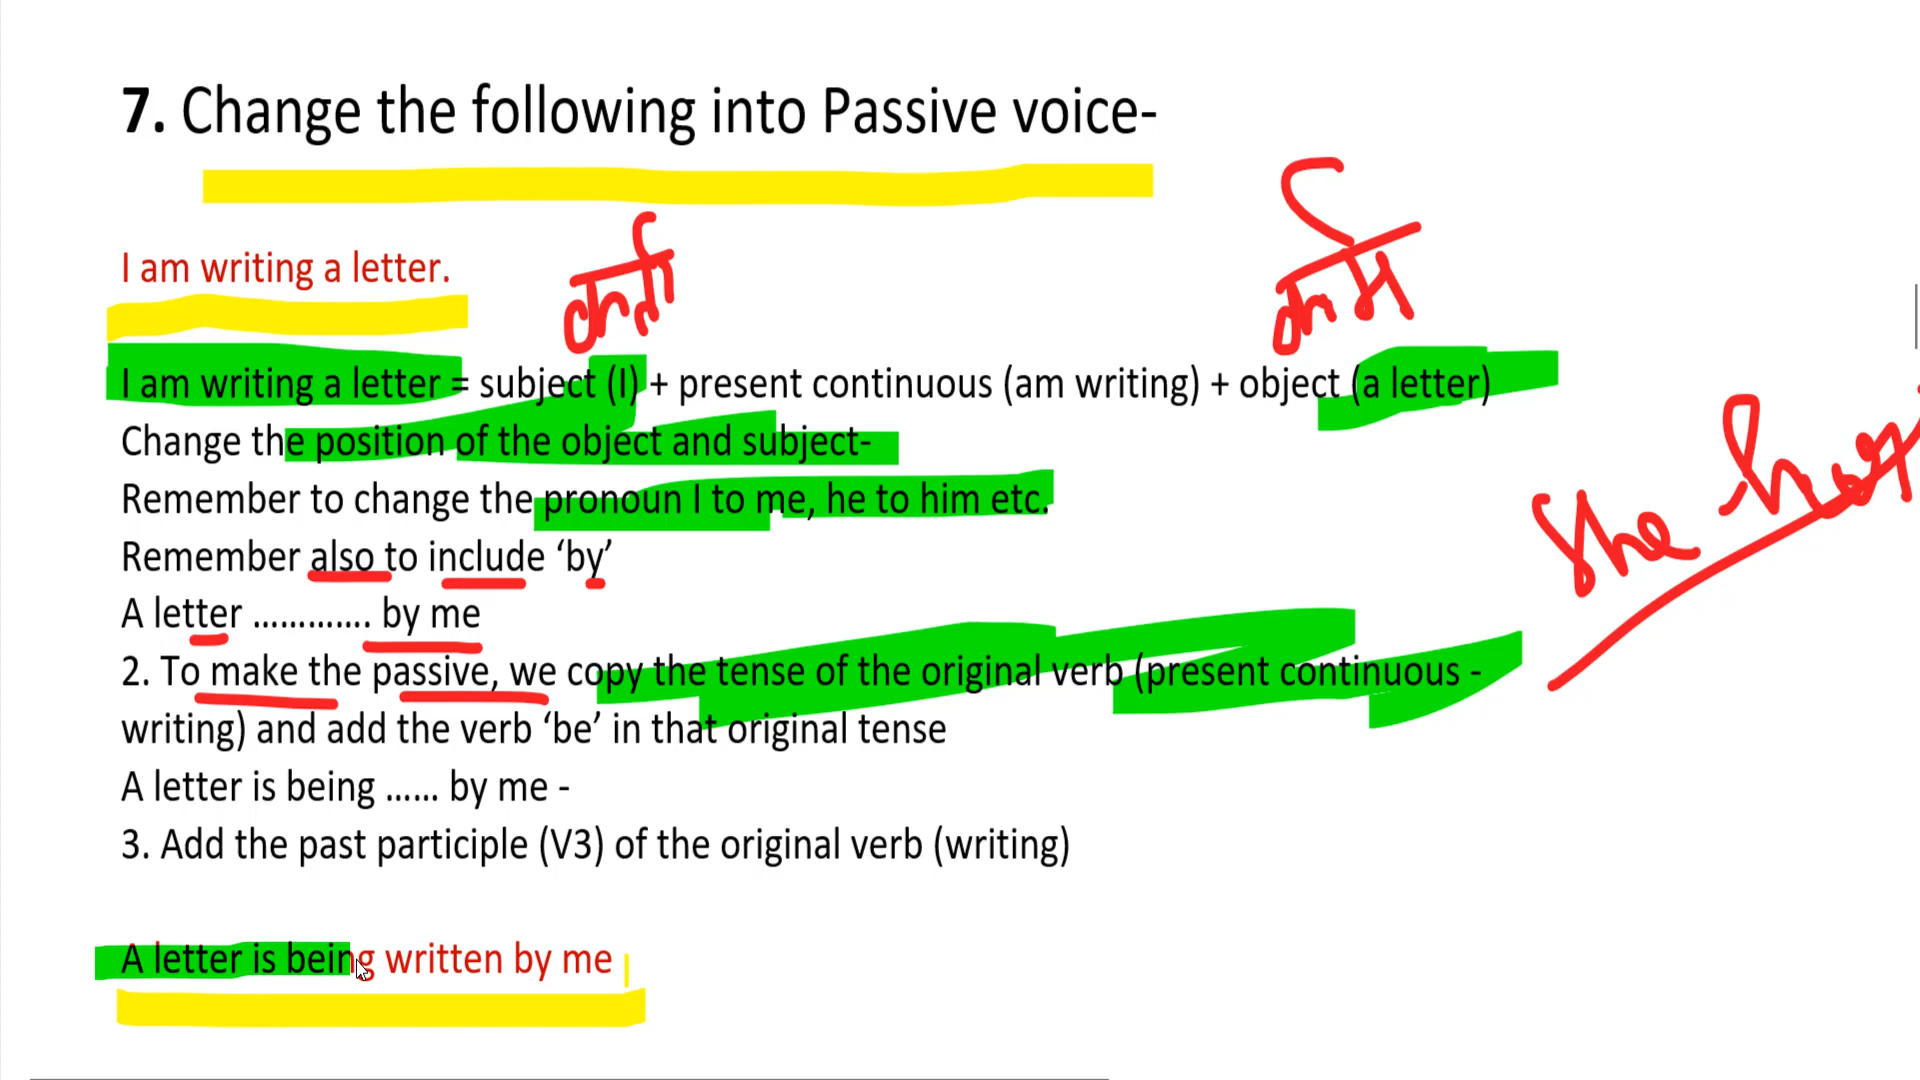 7. Change the following into Passive voice-
I am writing a letter.
कर्ता
कर्म
I am writing a letter = subject (I) + present continuous (am writing) + object (a letter)
Change the position of the object and subject-
Remember to change the pronoun I to me, he to him etc.
She
Remember also to include ‘by’
A letter ............. by me
2. To make the passive, we copy the tense of the original verb (present continuous -
writing) and add the verb ‘be’ in that original tense
A letter is being ...... by me -
3. Add the past participle (V3) of the original verb (writing)
A letter is being written by me